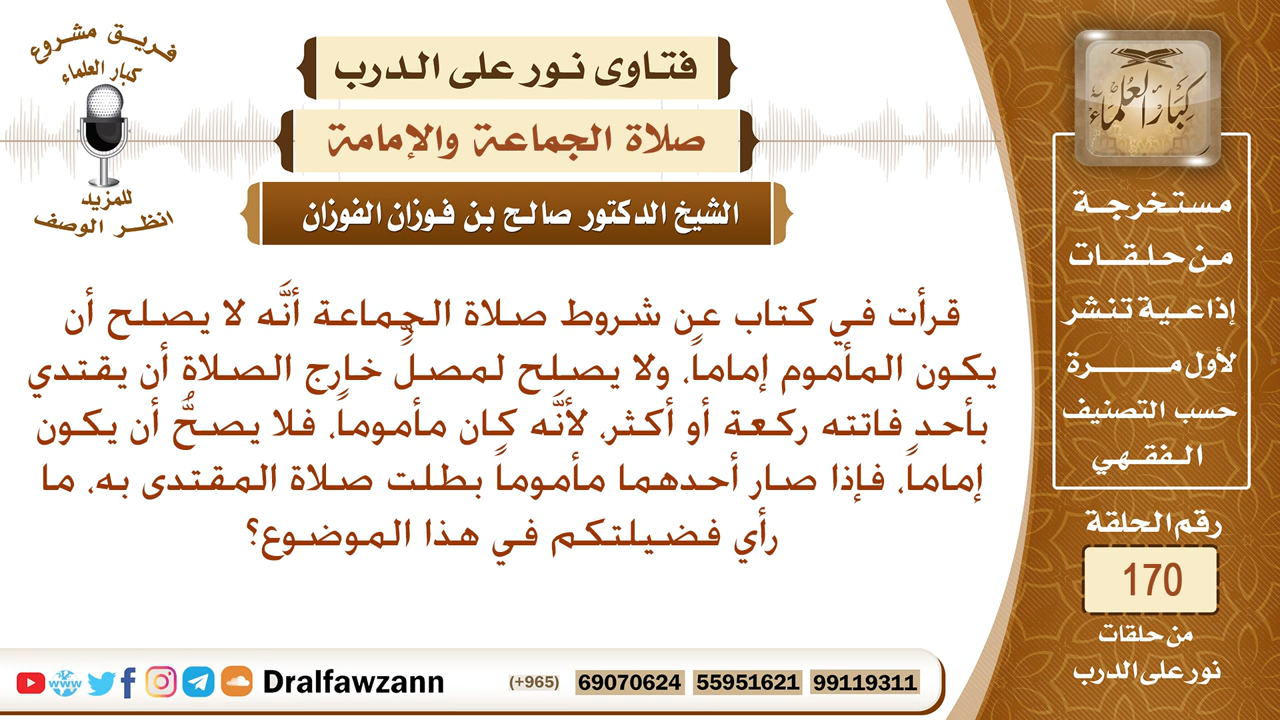 فريق مشروع
كبار العلماء
للمزيد
انظر الوصف
فتاوى نور على الدرب
صلاة الجماعة والإمامة
الشيخ الدكتور صالح بن فوزان الفوزان
قرأت في كتاب عن شروط صلاة الجماعة أنَّه لا يصلح أن
يكون المأموم إماماً، ولا يصلح لمصلٍّ خارج الصلاة أن يقتدي
بأحدٍ فاتته ركعة أو أكثر، لأنَّه كان مأموماً، فلا يصحُّ أن يكون
إماماً، فإذا صار أحدهما مأموماً بطلت صلاة المقتدى به، ما
رأي فضيلتكم في هذا الموضوع؟
كبار العلماء
مستخرجة
من حلقات
إذاعية تنشر
لأول مرة
حسب التصنيف
الفقهي
رقم الحلقة
170
من حلقات
نور على الدرب
www
Dralfawzann
(+965) 69070624 55951621 99119311